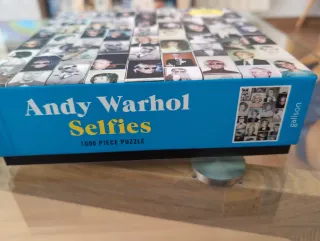 Andy Warhol
Selfies
1000 PIECE PUZZLE
galison